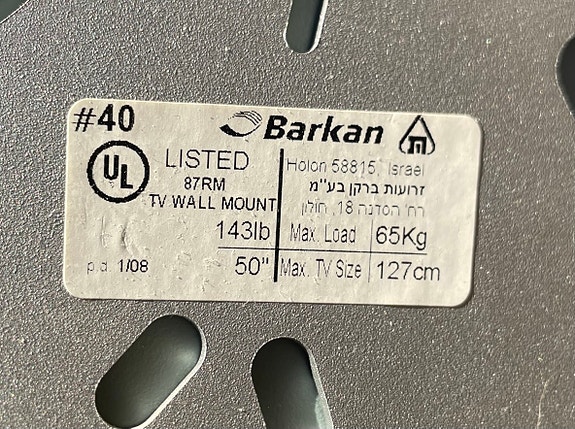 #40 Barkan
UL LISTED
87RM
TV WALL MOUNT
Holon 58815, Israel
זרועות ברקן בע"מ
רח' הסדנה 18, חולון
143lb Max. Load 65Kg
50" Max. TV Size 127cm
p.d. 1/08